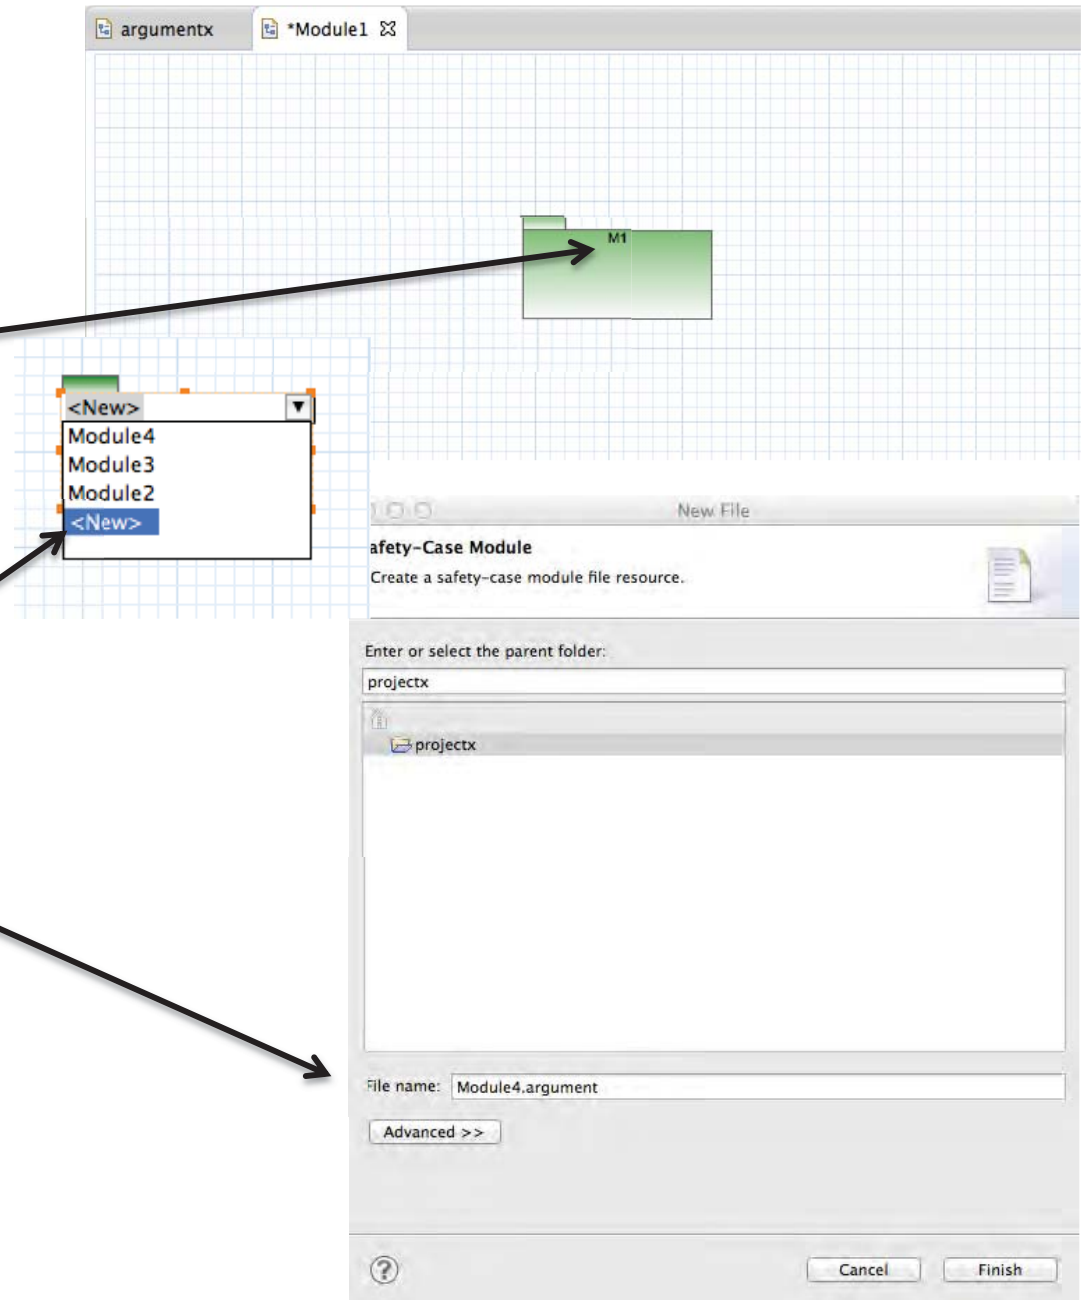 argumentx *Module1
M1
<New>
Module4
Module3
Module2
<New>
New File
afety-Case Module
Create a safety-case module file resource.
Enter or select the parent folder:
projectx
projectx
File name: Module4.argument
Advanced >>
?
Cancel Finish